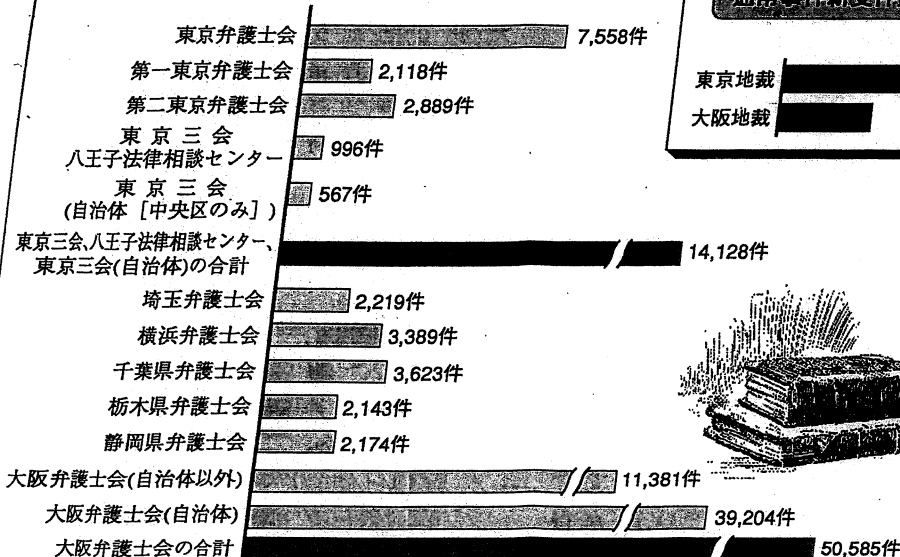 東京弁護士会 7,558件
第一東京弁護士会 2,118件
第二東京弁護士会 2,889件
東京三会
八王子法律相談センター 996件
東京三会
(自治体［中央区のみ］) 567件
東京三会、八王子法律相談センター、
東京三会(自治体)の合計 14,128件
埼玉弁護士会 2,219件
横浜弁護士会 3,389件
千葉県弁護士会 3,623件
栃木県弁護士会 2,143件
静岡県弁護士会 2,174件
大阪弁護士会(自治体以外) 11,381件
大阪弁護士会(自治体) 39,204件
大阪弁護士会の合計 50,585件
東京地裁
大阪地裁